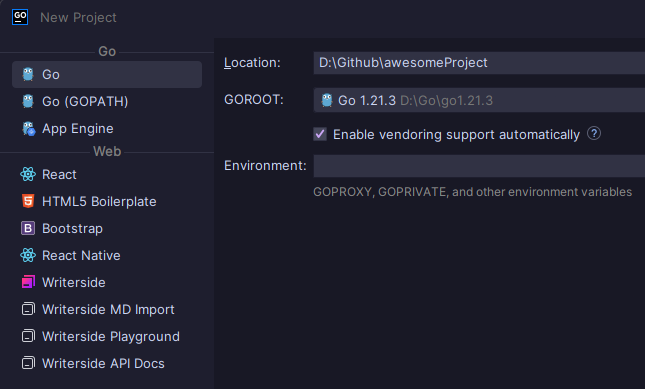 GO New Project
Go
Go
Go (GOPATH)
App Engine
Web
React
HTML5 Boilerplate
B Bootstrap
React Native
Writerside
Writerside MD Import
Writerside Playground
Writerside API Docs
Location: D:\Github\awesomeProject
GOROOT: Go 1.21.3 D:\Go\go1.21.3
Enable vendoring support automatically ?
Environment:
GOPROXY, GOPRIVATE, and other environment variables